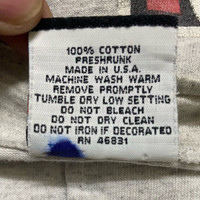 100% COTTON
PRESHRUNK
MADE IN U.S.A.
MACHINE WASH WARM
REMOVE PROMPTLY
TUMBLE DRY LOW SETTING
DO NOT BLEACH
DO NOT DRY CLEAN
DO NOT IRON IF DECORATED
RN 46831